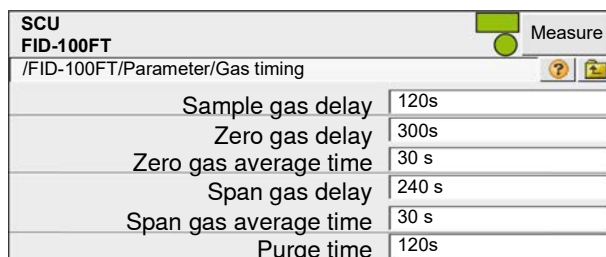 SCU
FID-100FT
Measure
/FID-100FT/Parameter/Gas timing
?
Sample gas delay 120s
Zero gas delay 300s
Zero gas average time 30 s
Span gas delay 240 s
Span gas average time 30 s
Purge time 120s